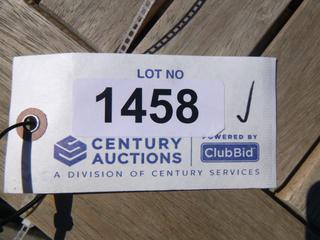 LOT NO
1458
CENTURY
AUCTIONS
POWERED BY
ClubBid
A DIVISION OF CENTURY SERVICES